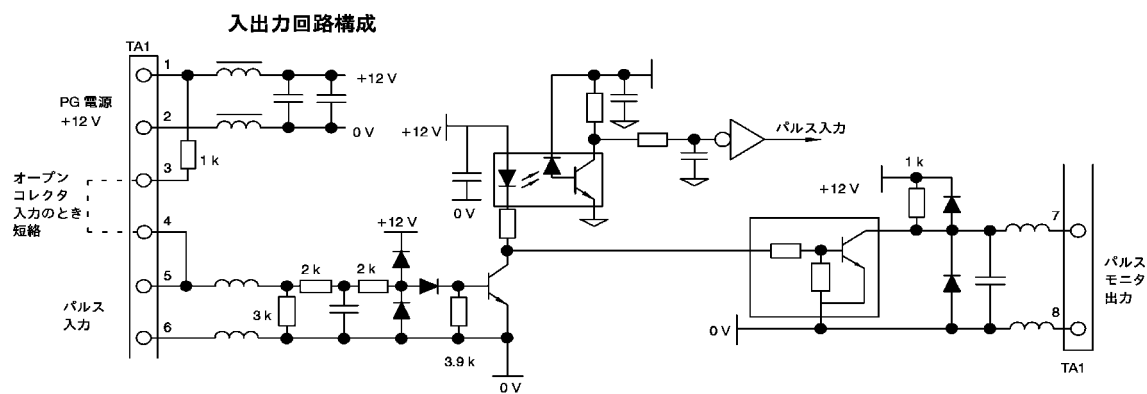 入出力回路構成
TA1
1
PG 電源
+12 V
2
+12 V
0 V
1 k
3
オープン
コレクタ
入力のとき
短絡
4
5
パルス
入力
6
2 k
2 k
3 k
+12 V
3.9 k
0 V
+12 V
0 V
パルス入力
+12 V
1 k
0 V
7
パルス
モニタ
出力
8
TA1